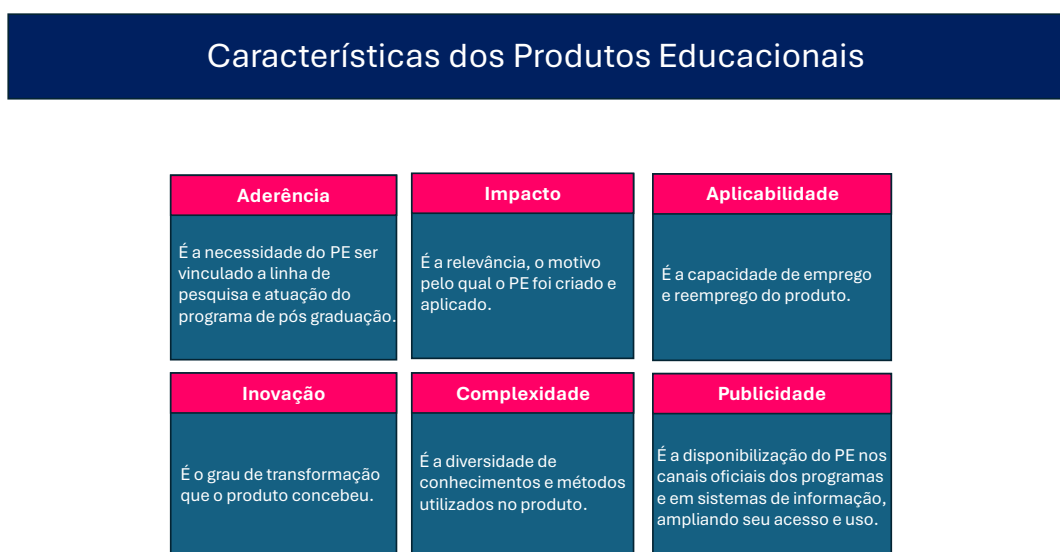 Características dos Produtos Educacionais
Aderência
É a necessidade do PE ser
vinculado a linha de
pesquisa e atuação do
programa de pós graduação.
Impacto
É a relevância, o motivo
pelo qual o PE foi criado e
aplicado.
Aplicabilidade
É a capacidade de emprego
e reemprego do produto.
Inovação
É o grau de transformação
que o produto concebeu.
Complexidade
É a diversidade de
conhecimentos e métodos
utilizados no produto.
Publicidade
É a disponibilização do PE nos
canais oficiais dos programas
e em sistemas de informação,
ampliando seu acesso e uso.